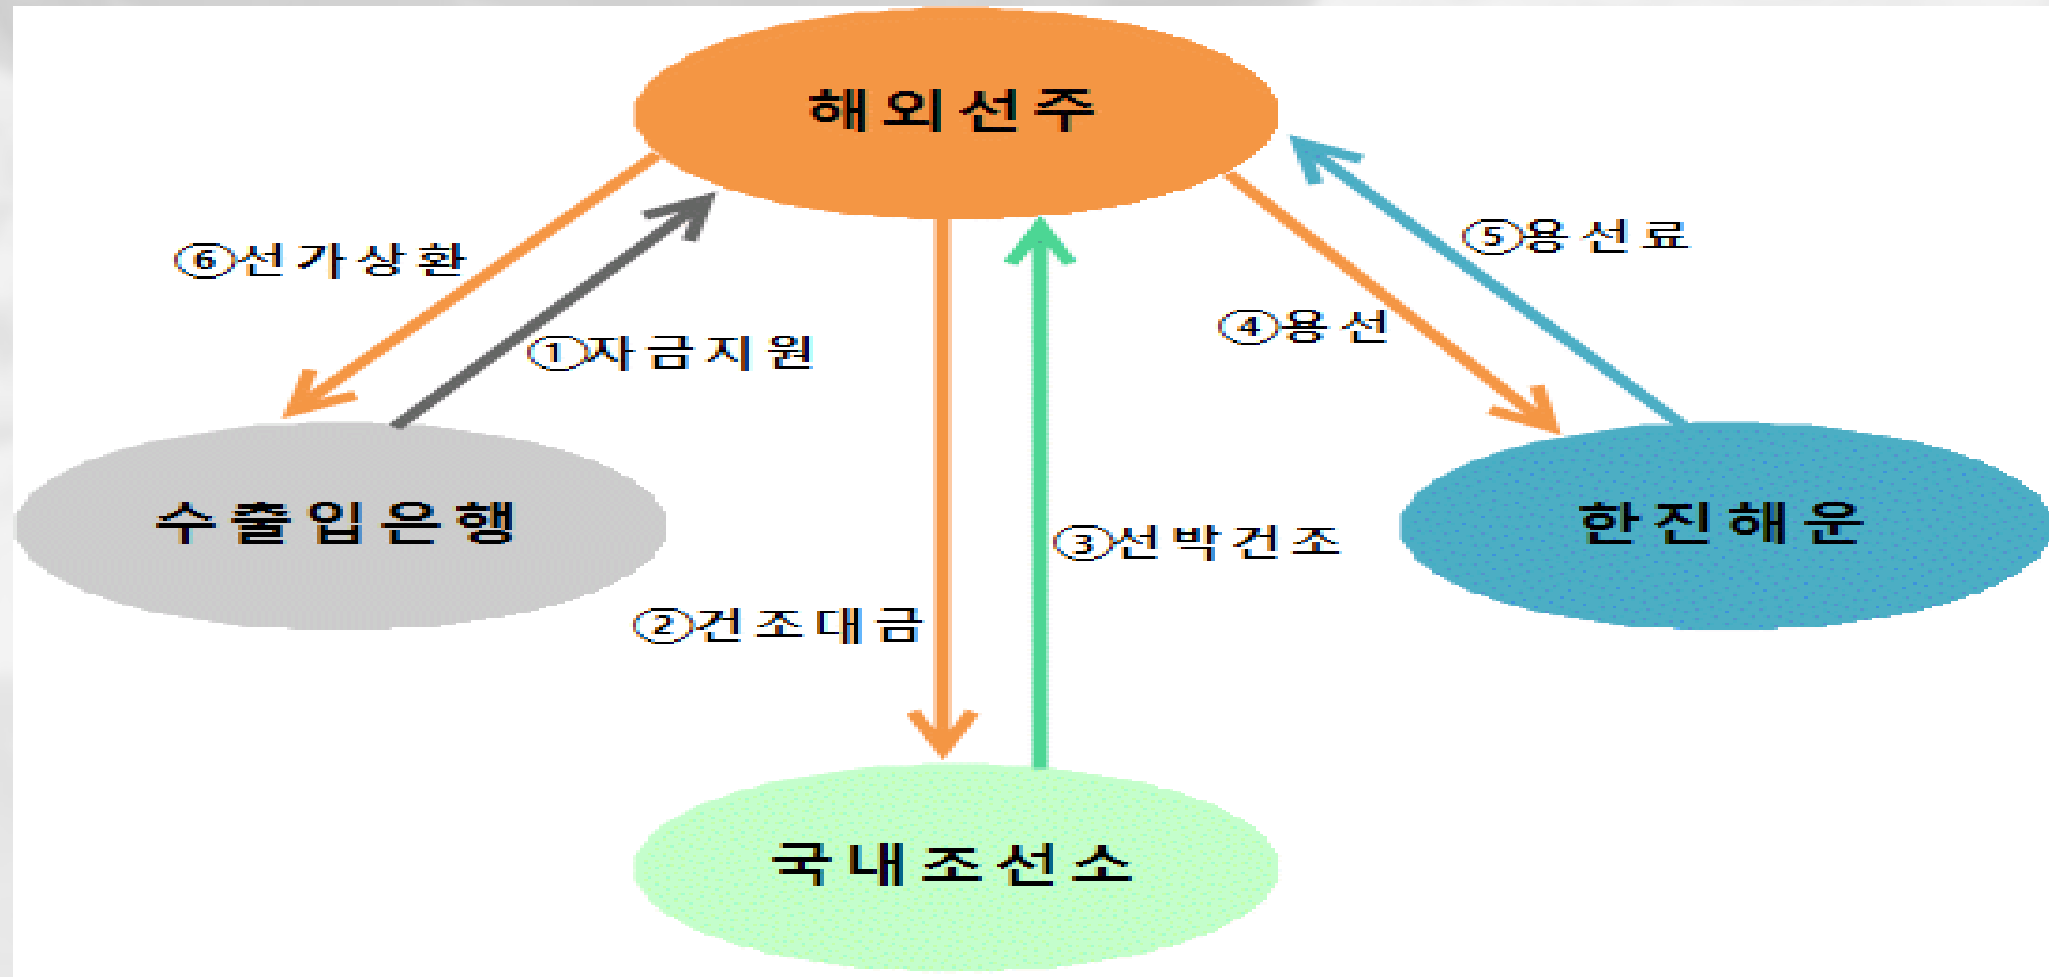 해외선주
⑥선가상환
⑤용선료
①자금지원
④용선
수출입은행
한진해운
③선박건조
②건조대금
국내조선소